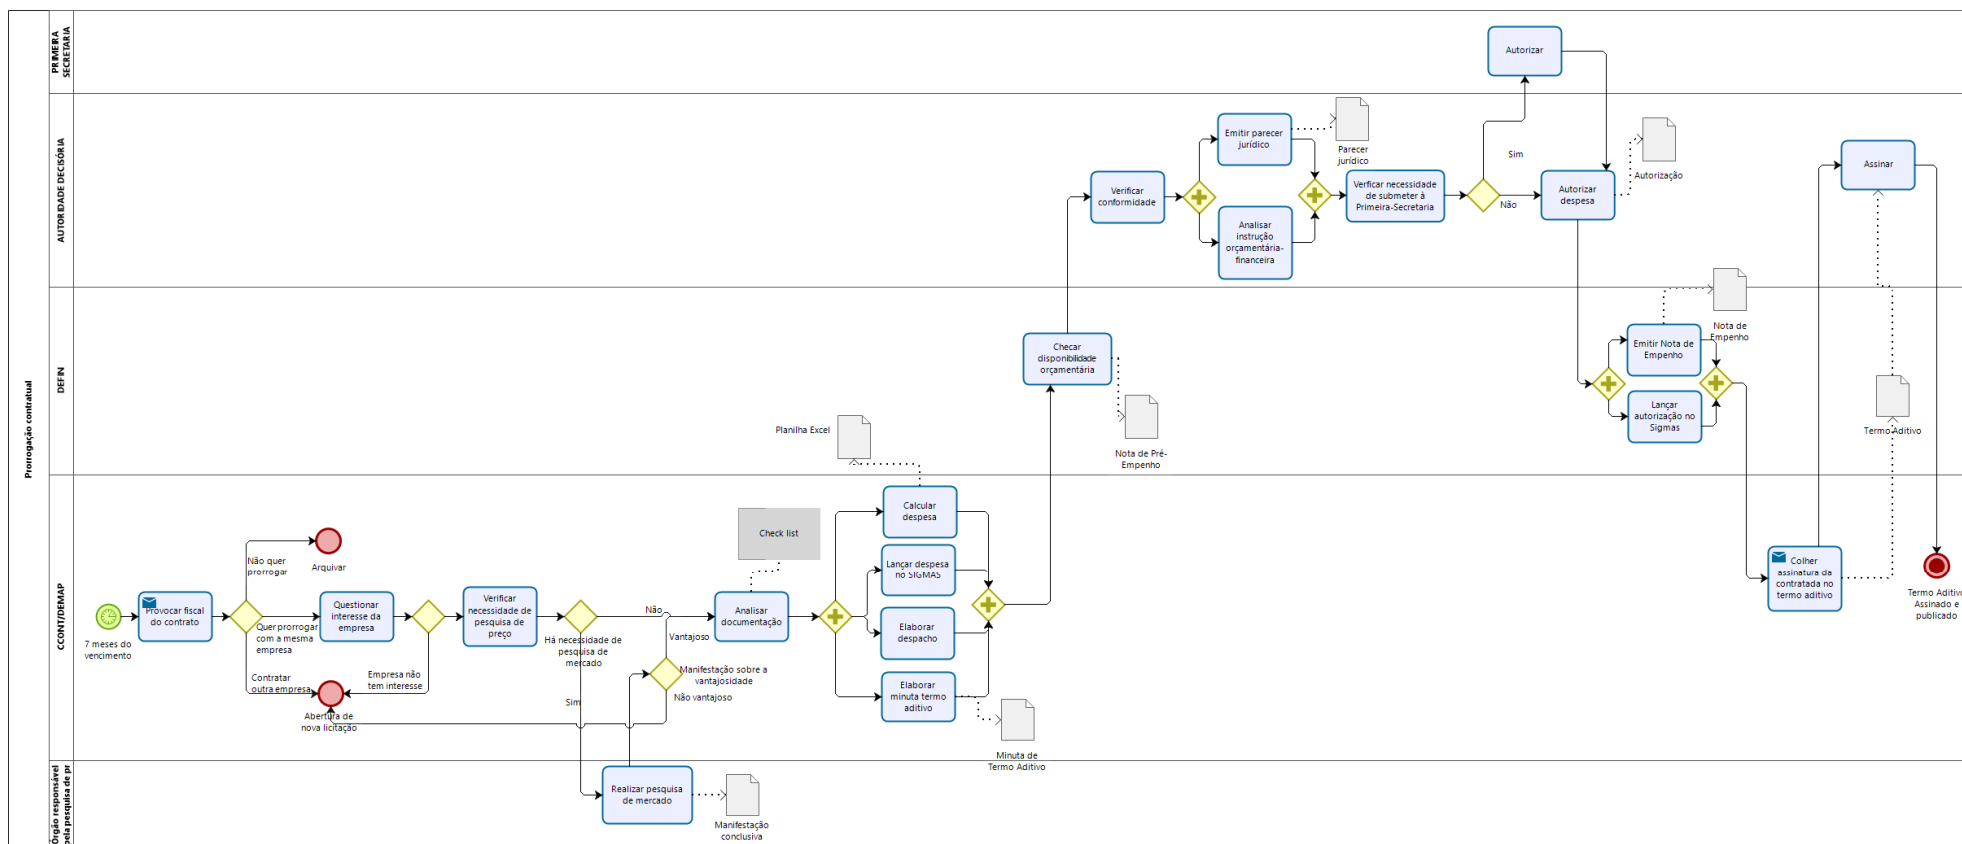 Prorrogação contratual
PRIMEIRA
SECRETARIA
Autorizar
AUTORIDADE DECISÓRIA
Emitir parecer
jurídico
Parecer
jurídico
Verificar
conformidade
Analisar
instrução
orçamentária-
financeira
Verficar necessidade
de submeter à
Primeira-Secretaria
Sim
Não
Autorizar
despesa
Autorização
Assinar
DEFIN
Checar
disponibilidade
orçamentária
Nota de Pré-
Empenho
Planilha Excel
Emitir Nota de
Empenho
Nota de
Empenho
Lançar
autorização no
Sigmas
Termo Aditivo
CCONT/DEMAP
7 meses do
vencimento
Provocar fiscal
do contrato
Não quer
prorrogar
Arquivar
Quer prorrogar
com a mesma
empresa
Contratar
outra empresa
Questionar
interesse da
empresa
Empresa não
tem interesse
Abertura de
nova licitação
Verificar
necessidade de
pesquisa de
preço
Há necessidade de
pesquisa de
mercado
Não
Sim
Vantajoso
Manifestação sobre a
vantajosidade
Não vantajoso
Check list
Analisar
documentação
Calcular
despesa
Lançar despesa
no SIGMAS
Elaborar
despacho
Elaborar
minuta termo
aditivo
Minuta de
Termo Aditivo
Colher
assinatura da
contratada no
termo aditivo
Termo Aditivo
Assinado e
publicado
Órgão responsável
pela pesquisa de pr
Realizar pesquisa
de mercado
Manifestação
conclusiva